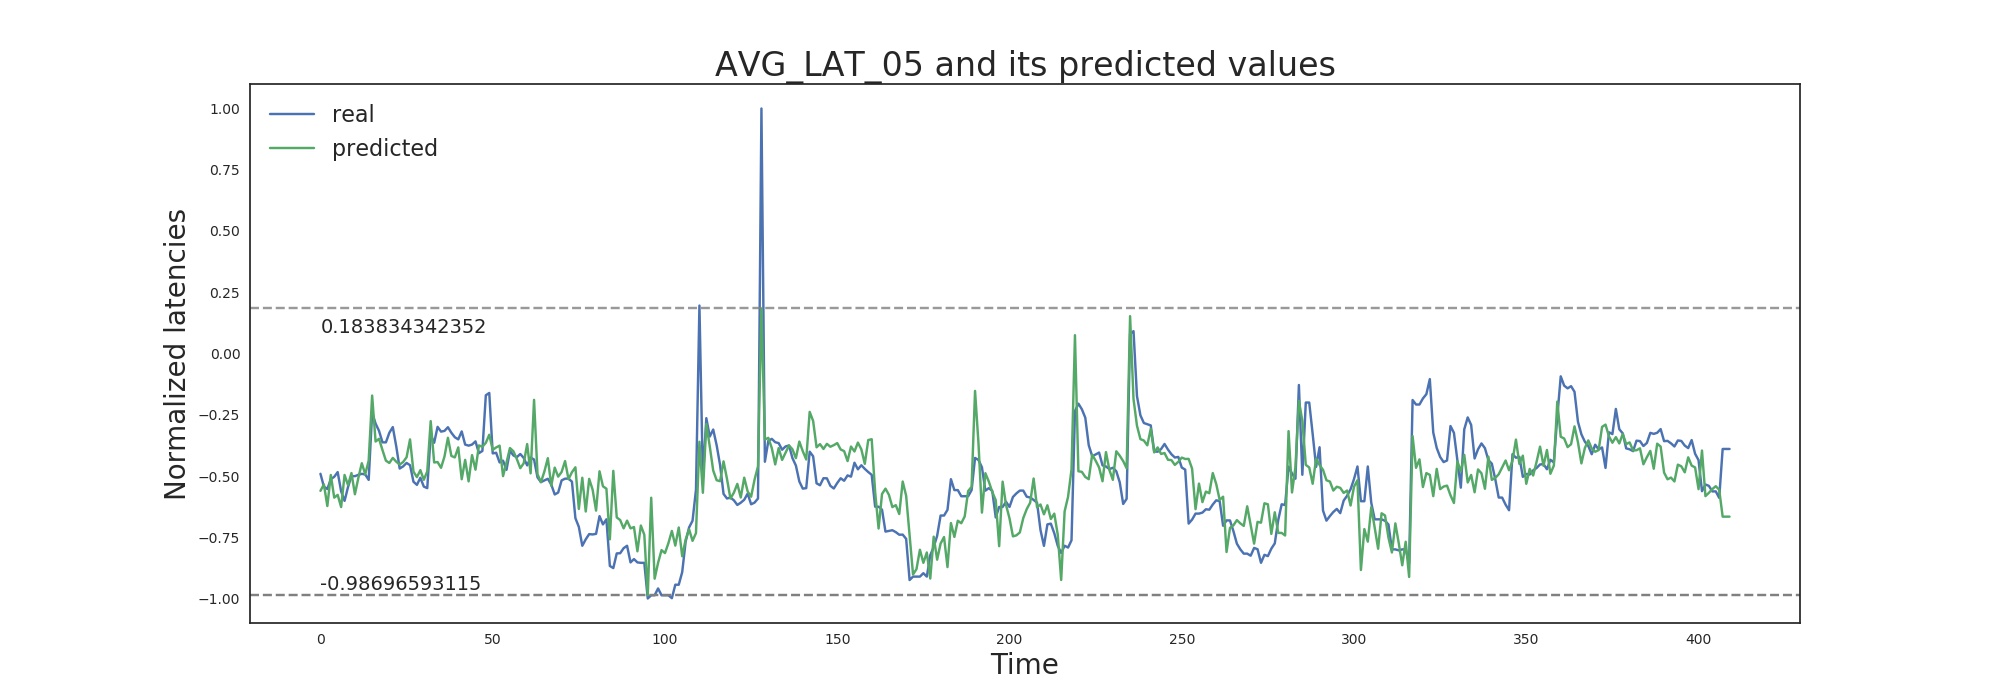 AVG_LAT_05 and its predicted values
real
predicted
Normalized latencies
1.00
0.75
0.50
0.25
0.00
−0.25
−0.50
−0.75
−1.00
0.183834342352
-0.98696593115
0 50 100 150 200 250 300 350 400
Time